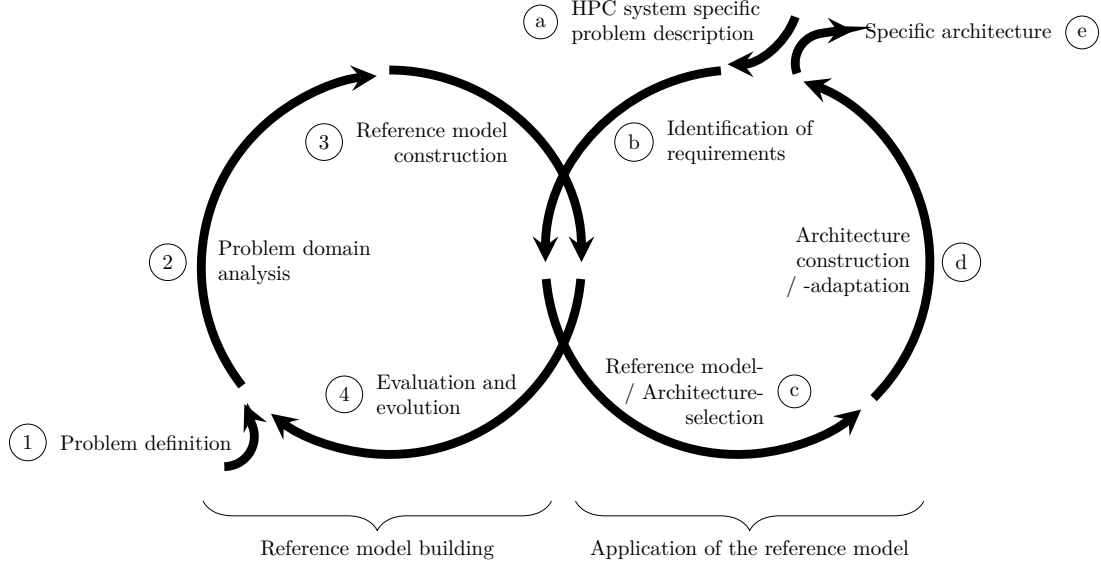 a
HPC system specific
problem description
Specific architecture
e
3
Reference model
construction
b
Identification of
requirements
2
Problem domain
analysis
Architecture
construction
/ -adaptation
d
4
Evaluation and
evolution
Reference model-
/ Architecture-
selection
c
1
Problem definition
Reference model building
Application of the reference model